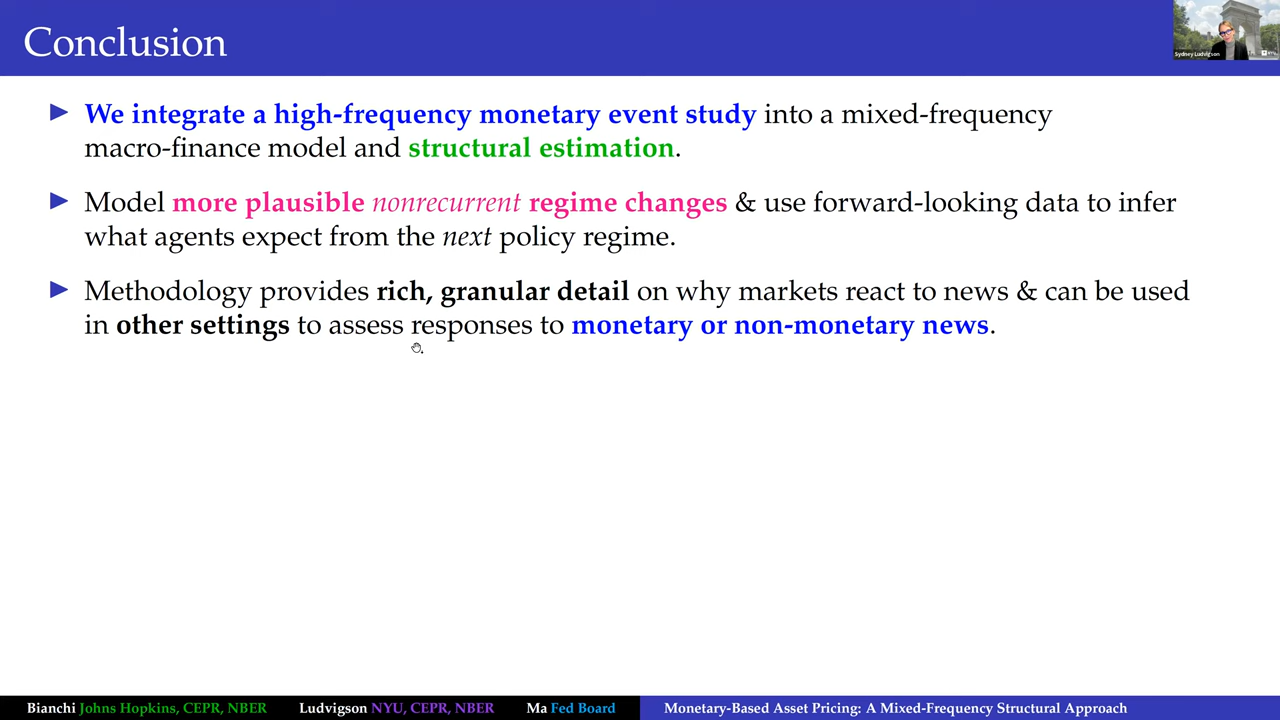 Conclusion
Sydney Ludvigson
▶ We integrate a high-frequency monetary event study into a mixed-frequency
macro-finance model and structural estimation.
▶ Model more plausible nonrecurrent regime changes & use forward-looking data to infer
what agents expect from the next policy regime.
▶ Methodology provides rich, granular detail on why markets react to news & can be used
in other settings to assess responses to monetary or non-monetary news.
Bianchi Johns Hopkins, CEPR, NBER Ludvigson NYU, CEPR, NBER Ma Fed Board Monetary-Based Asset Pricing: A Mixed-Frequency Structural Approach